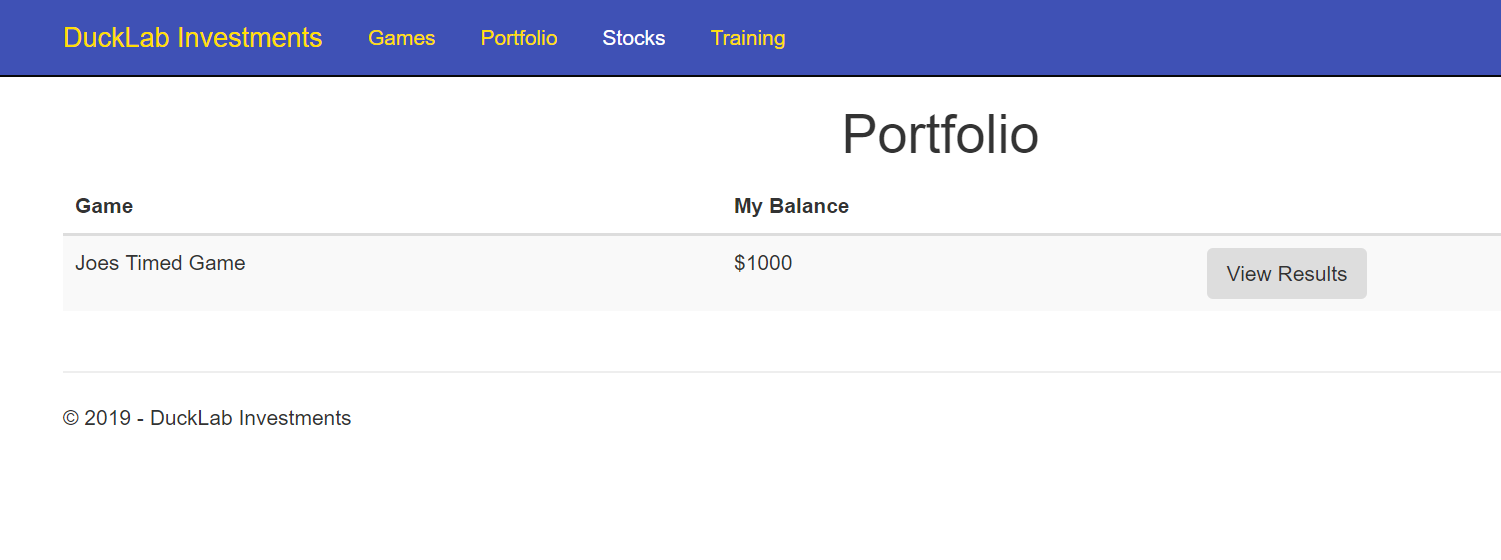 DuckLab Investments Games Portfolio Stocks Training
Portfolio
Game My Balance
Joes Timed Game $1000 View Results
© 2019 - DuckLab Investments